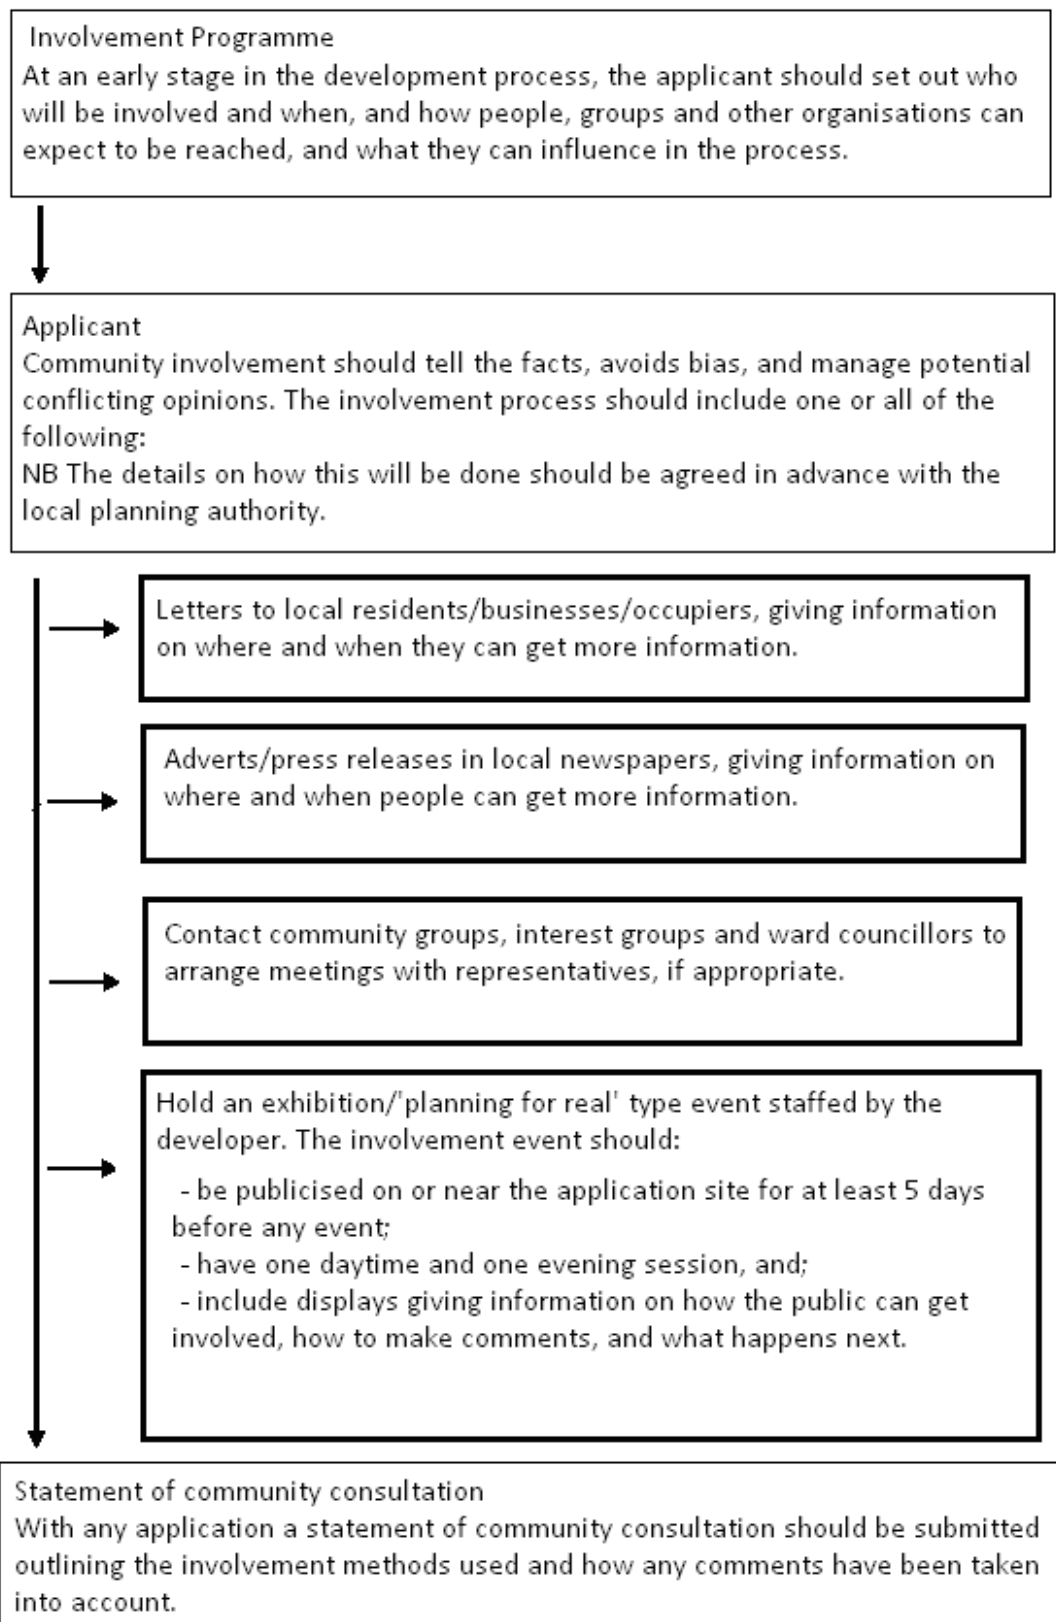 Involvement Programme
At an early stage in the development process, the applicant should set out who
will be involved and when, and how people, groups and other organisations can
expect to be reached, and what they can influence in the process.
Applicant
Community involvement should tell the facts, avoids bias, and manage potential
conflicting opinions. The involvement process should include one or all of the
following:
NB The details on how this will be done should be agreed in advance with the
local planning authority.
Letters to local residents/businesses/occupiers, giving information
on where and when they can get more information.
Adverts/press releases in local newspapers, giving information on
where and when people can get more information.
Contact community groups, interest groups and ward councillors to
arrange meetings with representatives, if appropriate.
Hold an exhibition/'planning for real' type event staffed by the
developer. The involvement event should:
- be publicised on or near the application site for at least 5 days
before any event;
- have one daytime and one evening session, and;
- include displays giving information on how the public can get
involved, how to make comments, and what happens next.
Statement of community consultation
With any application a statement of community consultation should be submitted
outlining the involvement methods used and how any comments have been taken
into account.